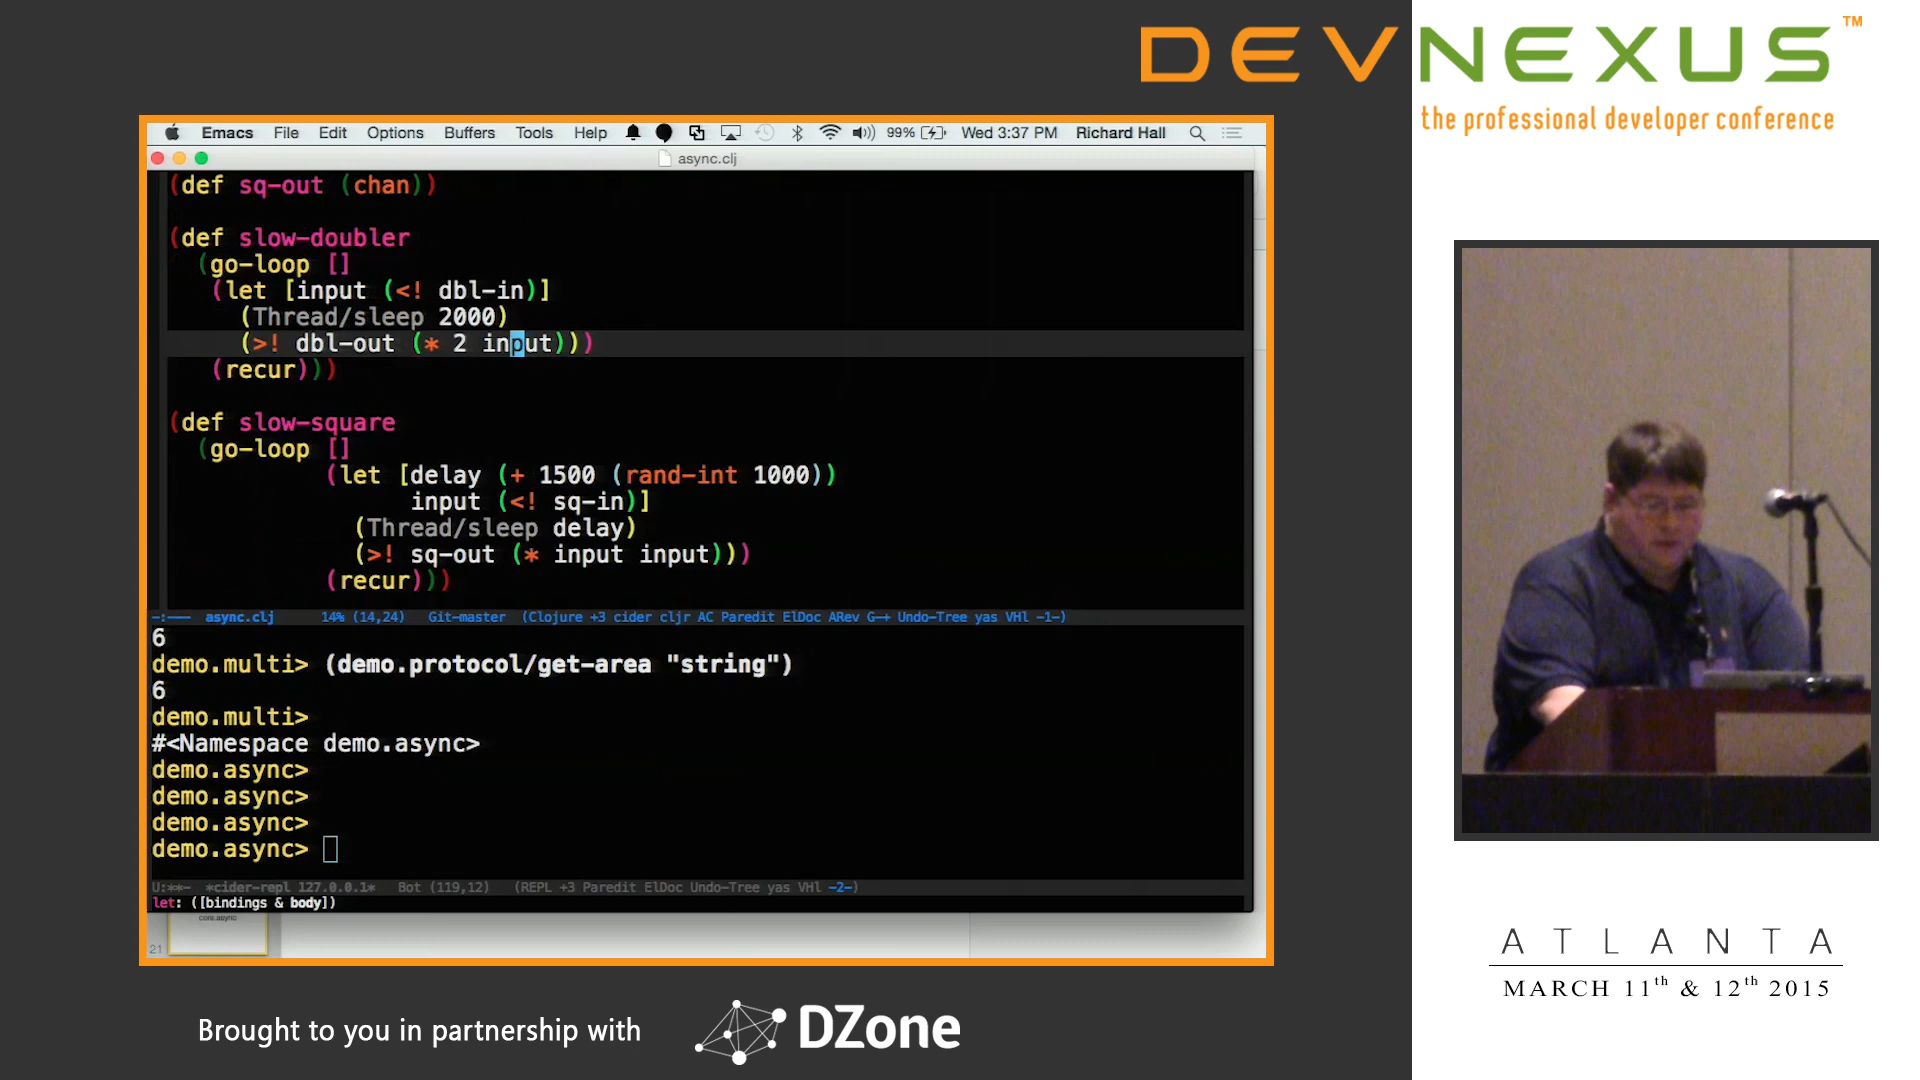 DEVNEXUS™
the professional developer conference
Emacs File Edit Options Buffers Tools Help 99% Wed 3:37 PM Richard Hall
async.clj
(def sq-out (chan))
(def slow-doubler
(go-loop []
(let [input (<! dbl-in)]
(Thread/sleep 2000)
(>! dbl-out (* 2 input)))
(recur)))
(def slow-square
(go-loop []
(let [delay (+ 1500 (rand-int 1000))
input (<! sq-in)]
(Thread/sleep delay)
(>! sq-out (* input input)))
(recur)))
-:--- async.clj 14% (14,24) Git-master (Clojure +3 cider cljr AC Paredit ElDoc ARev G-+ Undo-Tree yas VHl -1-)
6
demo.multi> (demo.protocol/get-area "string")
6
demo.multi>
#<Namespace demo.async>
demo.async>
demo.async>
demo.async>
demo.async>
U:**- *cider-repl 127.0.0.1* Bot (119,12) (REPL +3 Paredit ElDoc Undo-Tree yas VHl -2-)
let: ([bindings & body])
core.async
21
ATLANTA
MARCH 11th & 12th 2015
Brought to you in partnership with
DZone